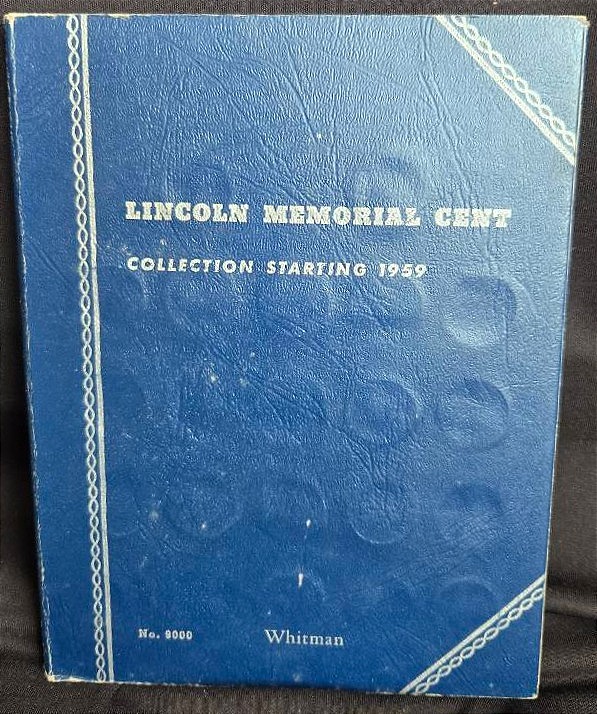 LINCOLN MEMORIAL CENT
COLLECTION STARTING 1959
No. 9000
Whitman